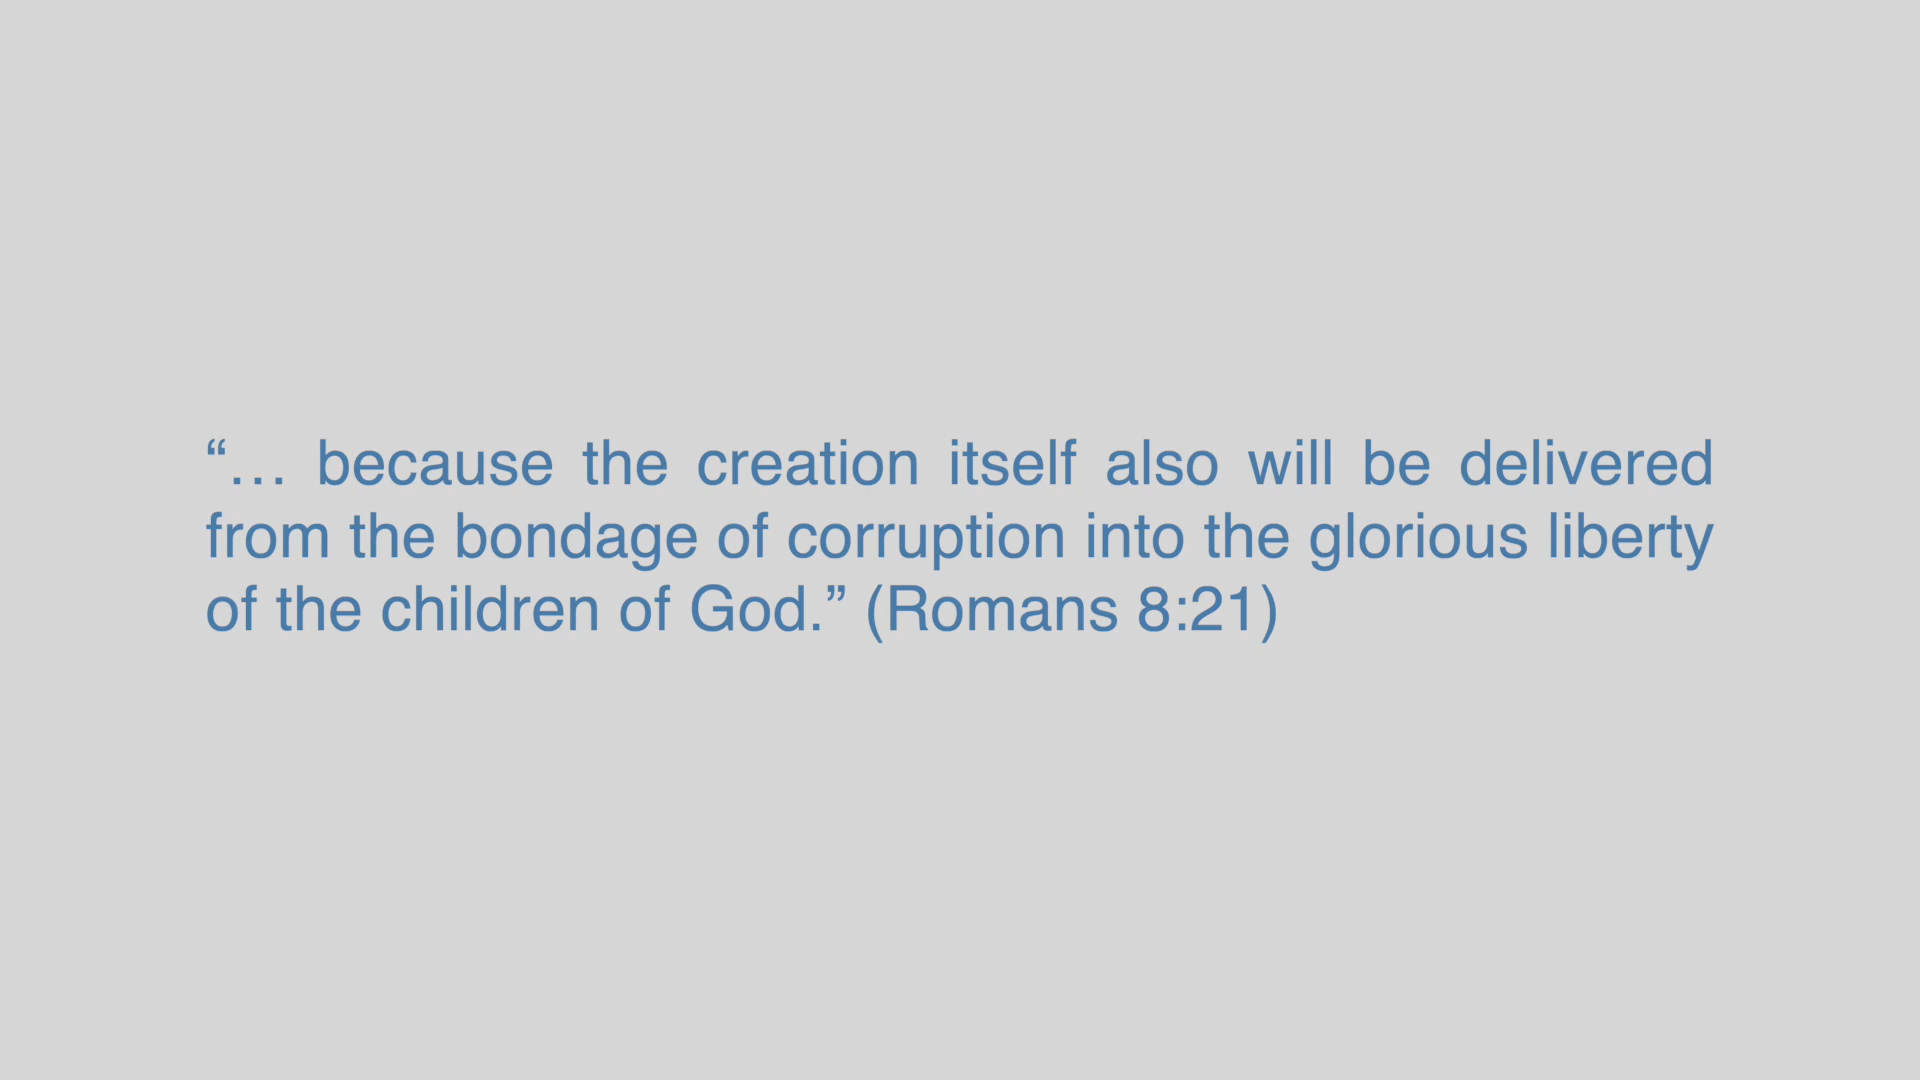 “… because the creation itself also will be delivered
from the bondage of corruption into the glorious liberty
of the children of God.” (Romans 8:21)